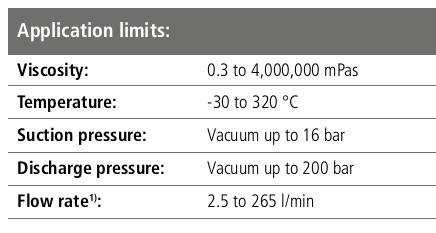 Application limits:
Viscosity: 0.3 to 4,000,000 mPas
Temperature: -30 to 320 °C
Suction pressure: Vacuum up to 16 bar
Discharge pressure: Vacuum up to 200 bar
Flow rate¹⁾: 2.5 to 265 l/min